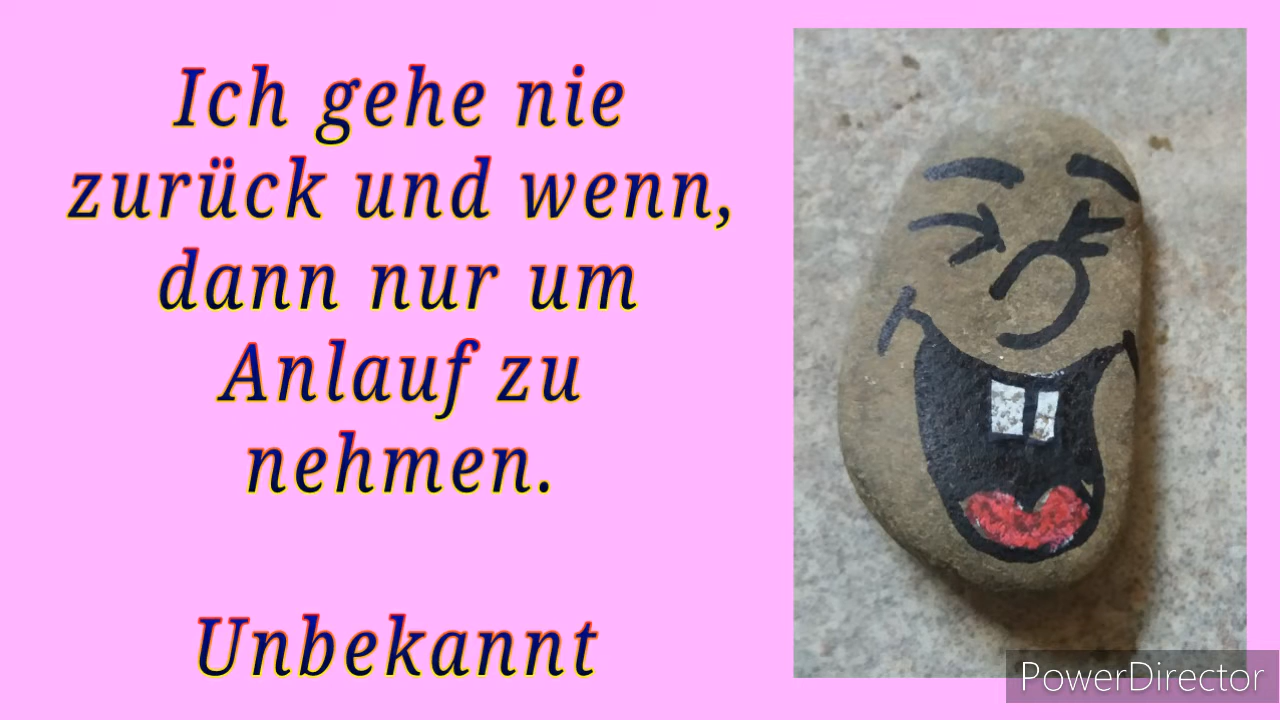 Ich gehe nie
zurück und wenn,
dann nur um
Anlauf zu
nehmen.
Unbekannt
PowerDirector